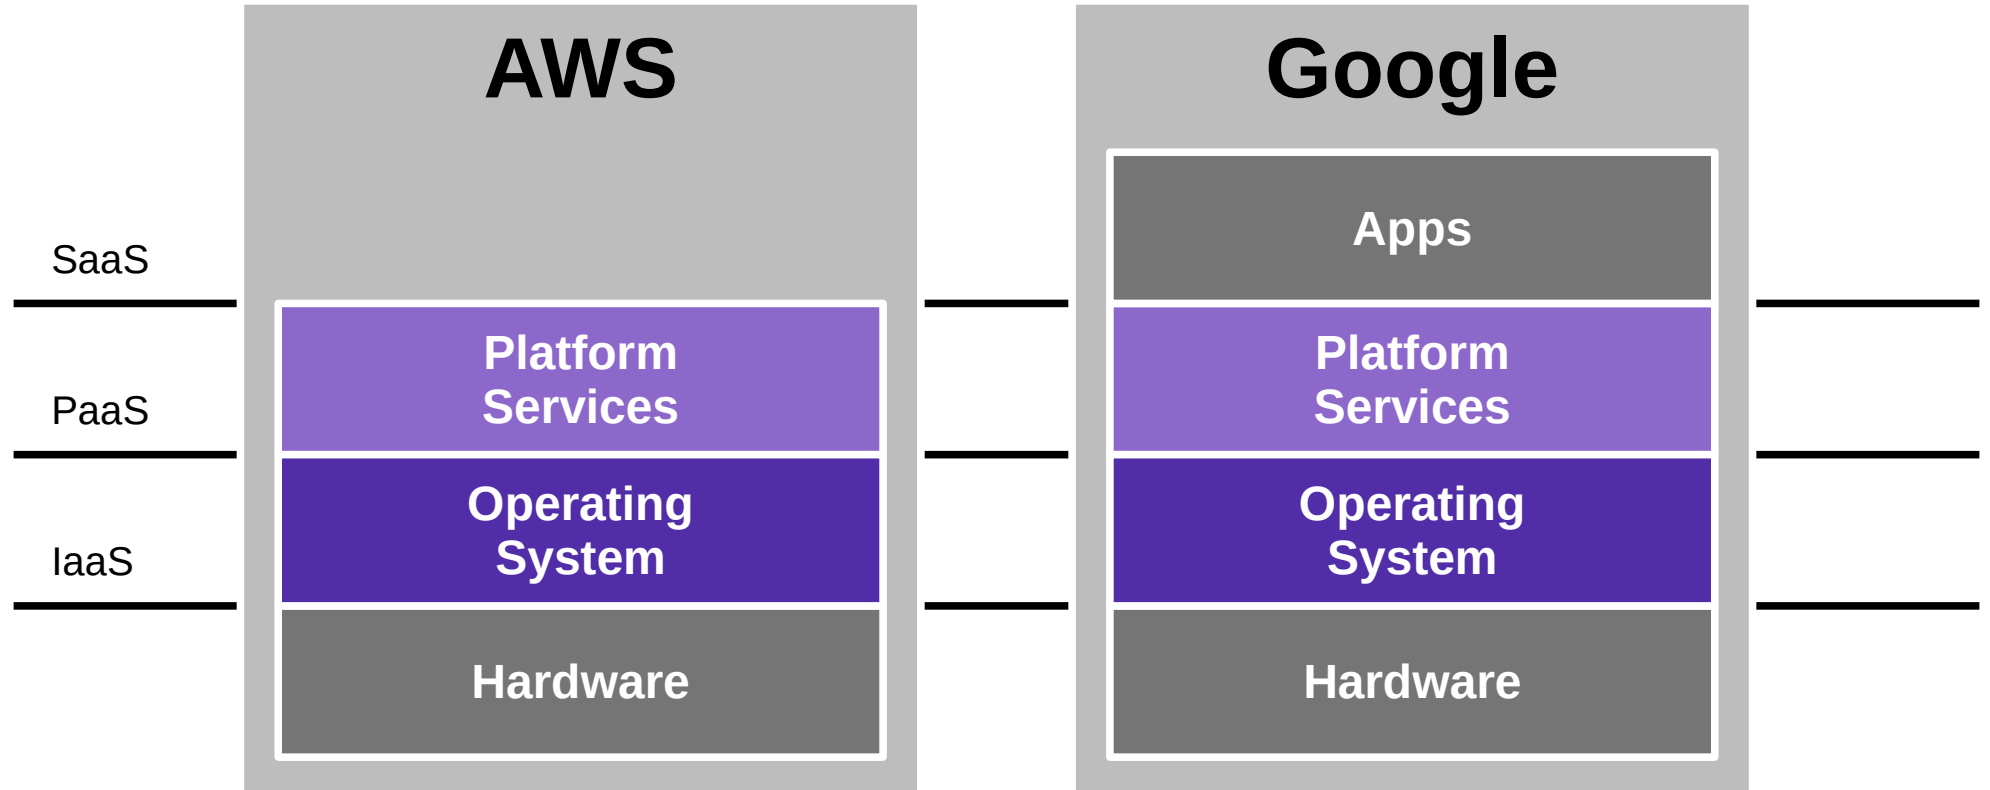 AWS
Google
Apps
SaaS
Platform
Services
Platform
Services
PaaS
Operating
System
Operating
System
IaaS
Hardware
Hardware